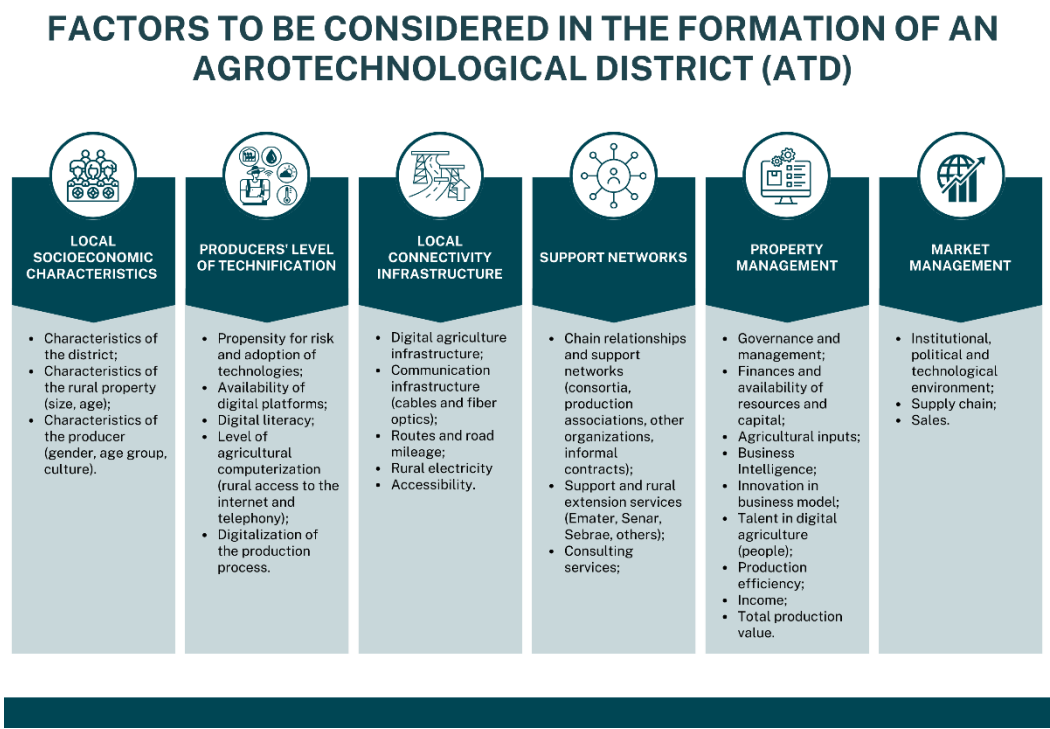 FACTORS TO BE CONSIDERED IN THE FORMATION OF AN
AGROTECHNOLOGICAL DISTRICT (ATD)
LOCAL
SOCIOECONOMIC
CHARACTERISTICS
• Characteristics of
the district;
• Characteristics of
the rural property
(size, age);
• Characteristics of
the producer
(gender, age group,
culture).
PRODUCERS' LEVEL
OF TECHNIFICATION
• Propensity for risk
and adoption of
technologies;
• Availability of
digital platforms;
• Digital literacy;
• Level of
agricultural
computerization
(rural access to the
internet and
telephony);
• Digitalization of
the production
process.
LOCAL
CONNECTIVITY
INFRASTRUCTURE
• Digital agriculture
infrastructure;
• Communication
infrastructure
(cables and fiber
optics);
• Routes and road
mileage;
• Rural electricity
• Accessibility.
SUPPORT NETWORKS
• Chain relationships
and support
networks
(consortia,
production
associations, other
organizations,
informal
contracts);
• Support and rural
extension services
(Emater, Senar,
Sebrae, others);
• Consulting
services;
PROPERTY
MANAGEMENT
• Governance and
management;
• Finances and
availability of
resources and
capital;
• Agricultural inputs;
• Business
Intelligence;
• Innovation in
business model;
• Talent in digital
agriculture
(people);
• Production
efficiency;
• Income;
• Total production
value.
MARKET
MANAGEMENT
• Institutional,
political and
technological
environment;
• Supply chain;
• Sales.